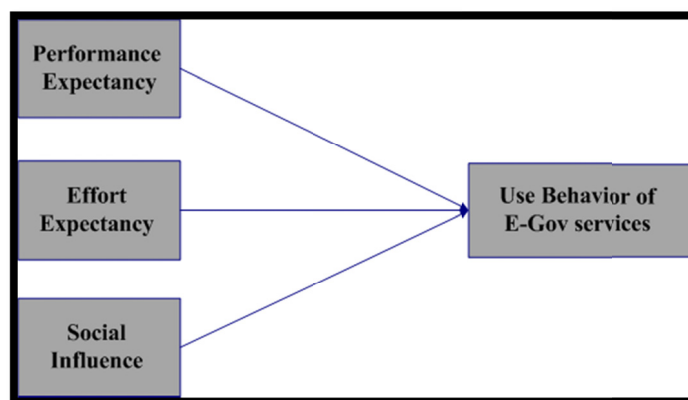 Performance
Expectancy
Effort
Expectancy
Social
Influence
Use Behavior of
E-Gov services